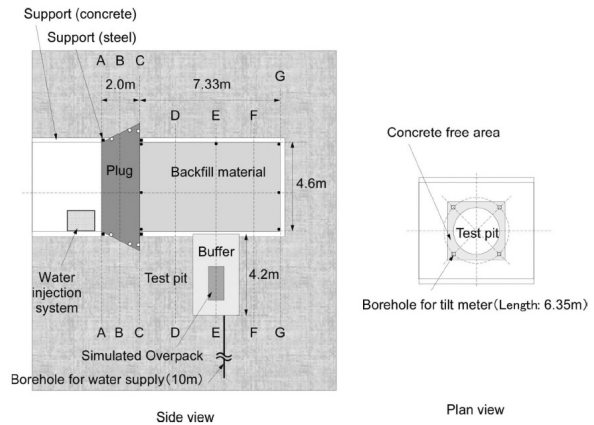 Support (concrete)
Support (steel)
A B C
G
2.0m
7.33m
D E F
Plug
Backfill material
4.6m
Buffer
Test pit
4.2m
Water
injection
system
A B C D E F G
Simulated Overpack
Borehole for water supply(10m)
Side view
Concrete free area
Test pit
Borehole for tilt meter(Length: 6.35m)
Plan view